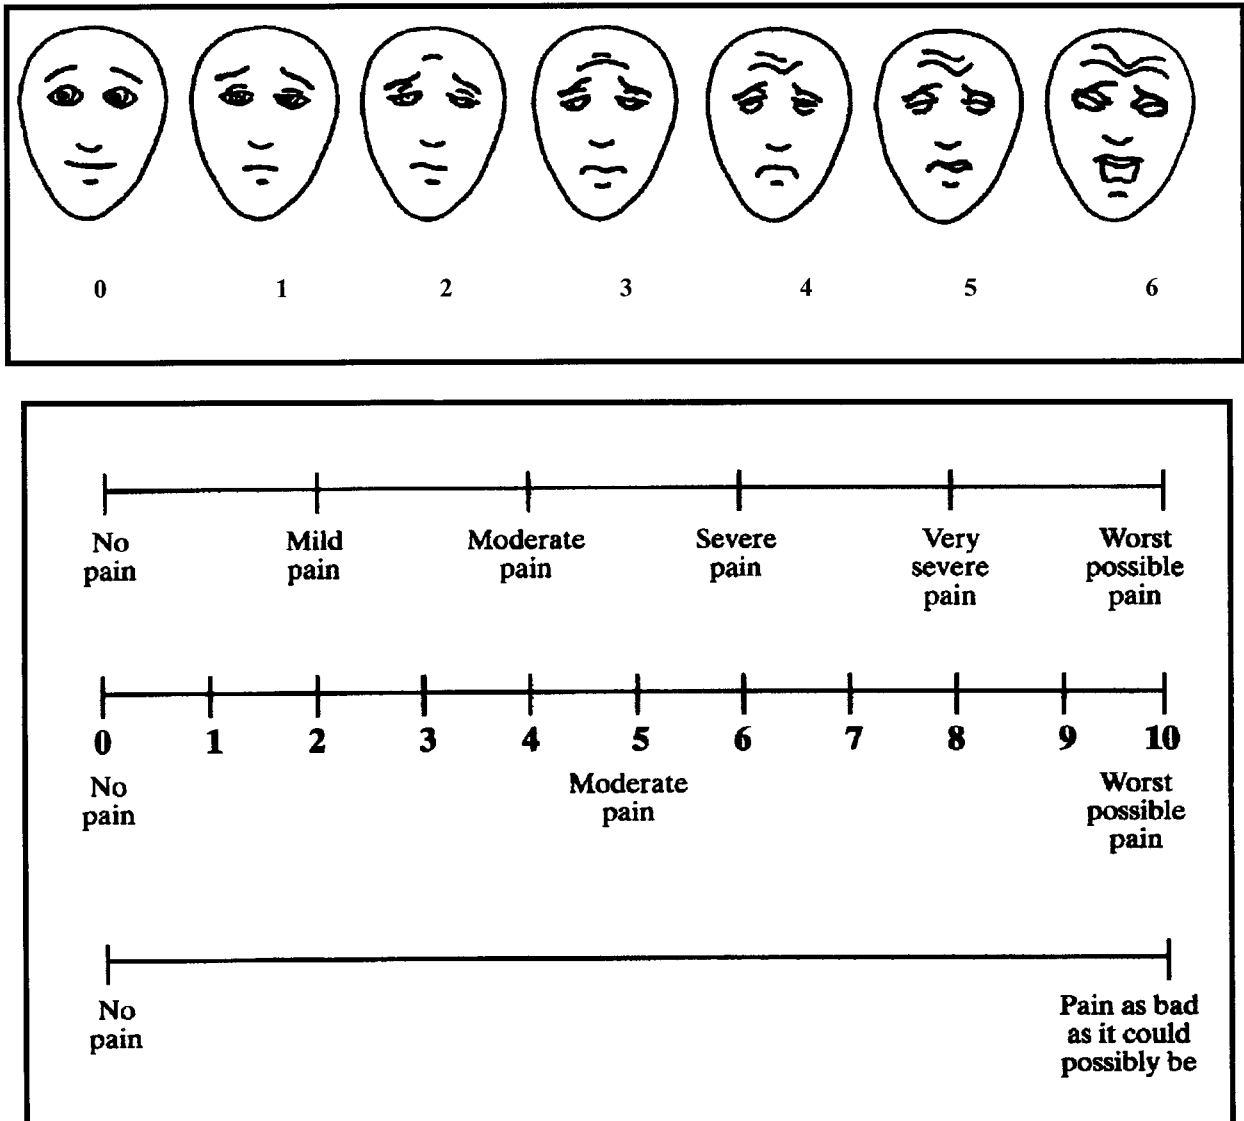 0 1 2 3 4 5 6
No Mild Moderate Severe Very Worst
pain pain pain pain severe possible
pain pain
0 1 2 3 4 5 6 7 8 9 10
No Moderate Worst
pain pain possible
pain
No Pain as bad
pain as it could
possibly be